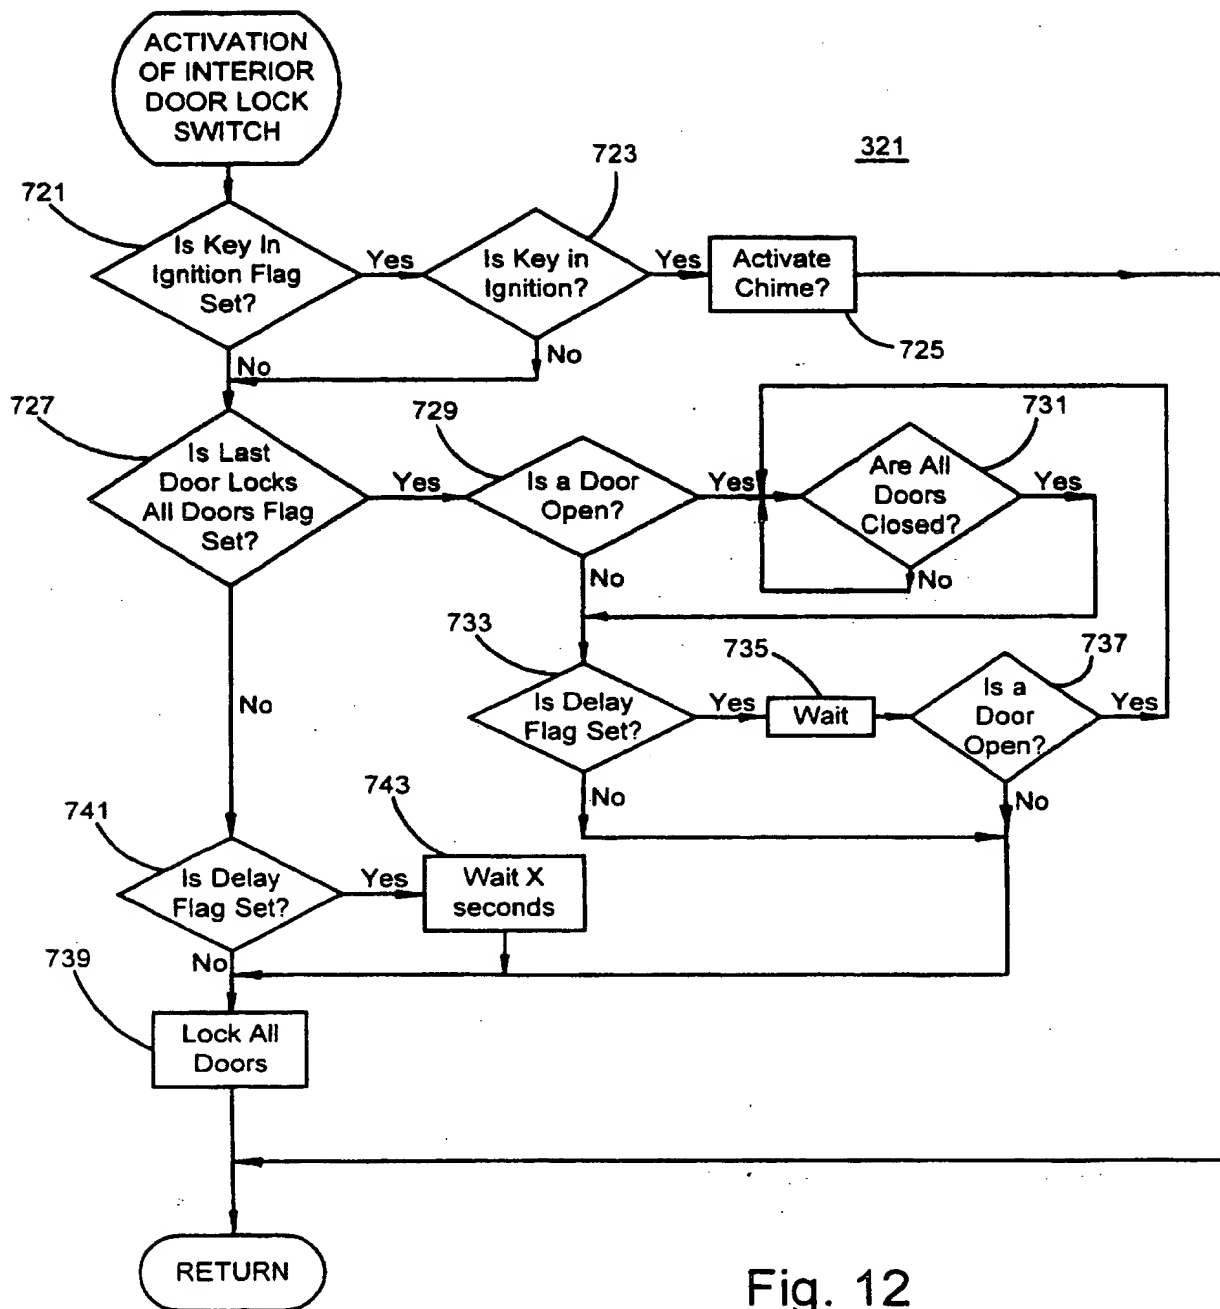 ACTIVATION
OF INTERIOR
DOOR LOCK
SWITCH
321
721
723
Is Key In
Ignition Flag
Set?
Yes
Is Key in
Ignition?
Yes
Activate
Chime?
725
No
No
727
729
731
Is Last
Door Locks
All Doors Flag
Set?
Yes
Is a Door
Open?
Yes
Are All
Doors
Closed?
Yes
No
No
No
733
735
737
Is Delay
Flag Set?
Yes
Wait
Is a
Door
Open?
Yes
No
No
741
743
Is Delay
Flag Set?
Yes
Wait X
seconds
No
739
Lock All
Doors
RETURN
Fig. 12